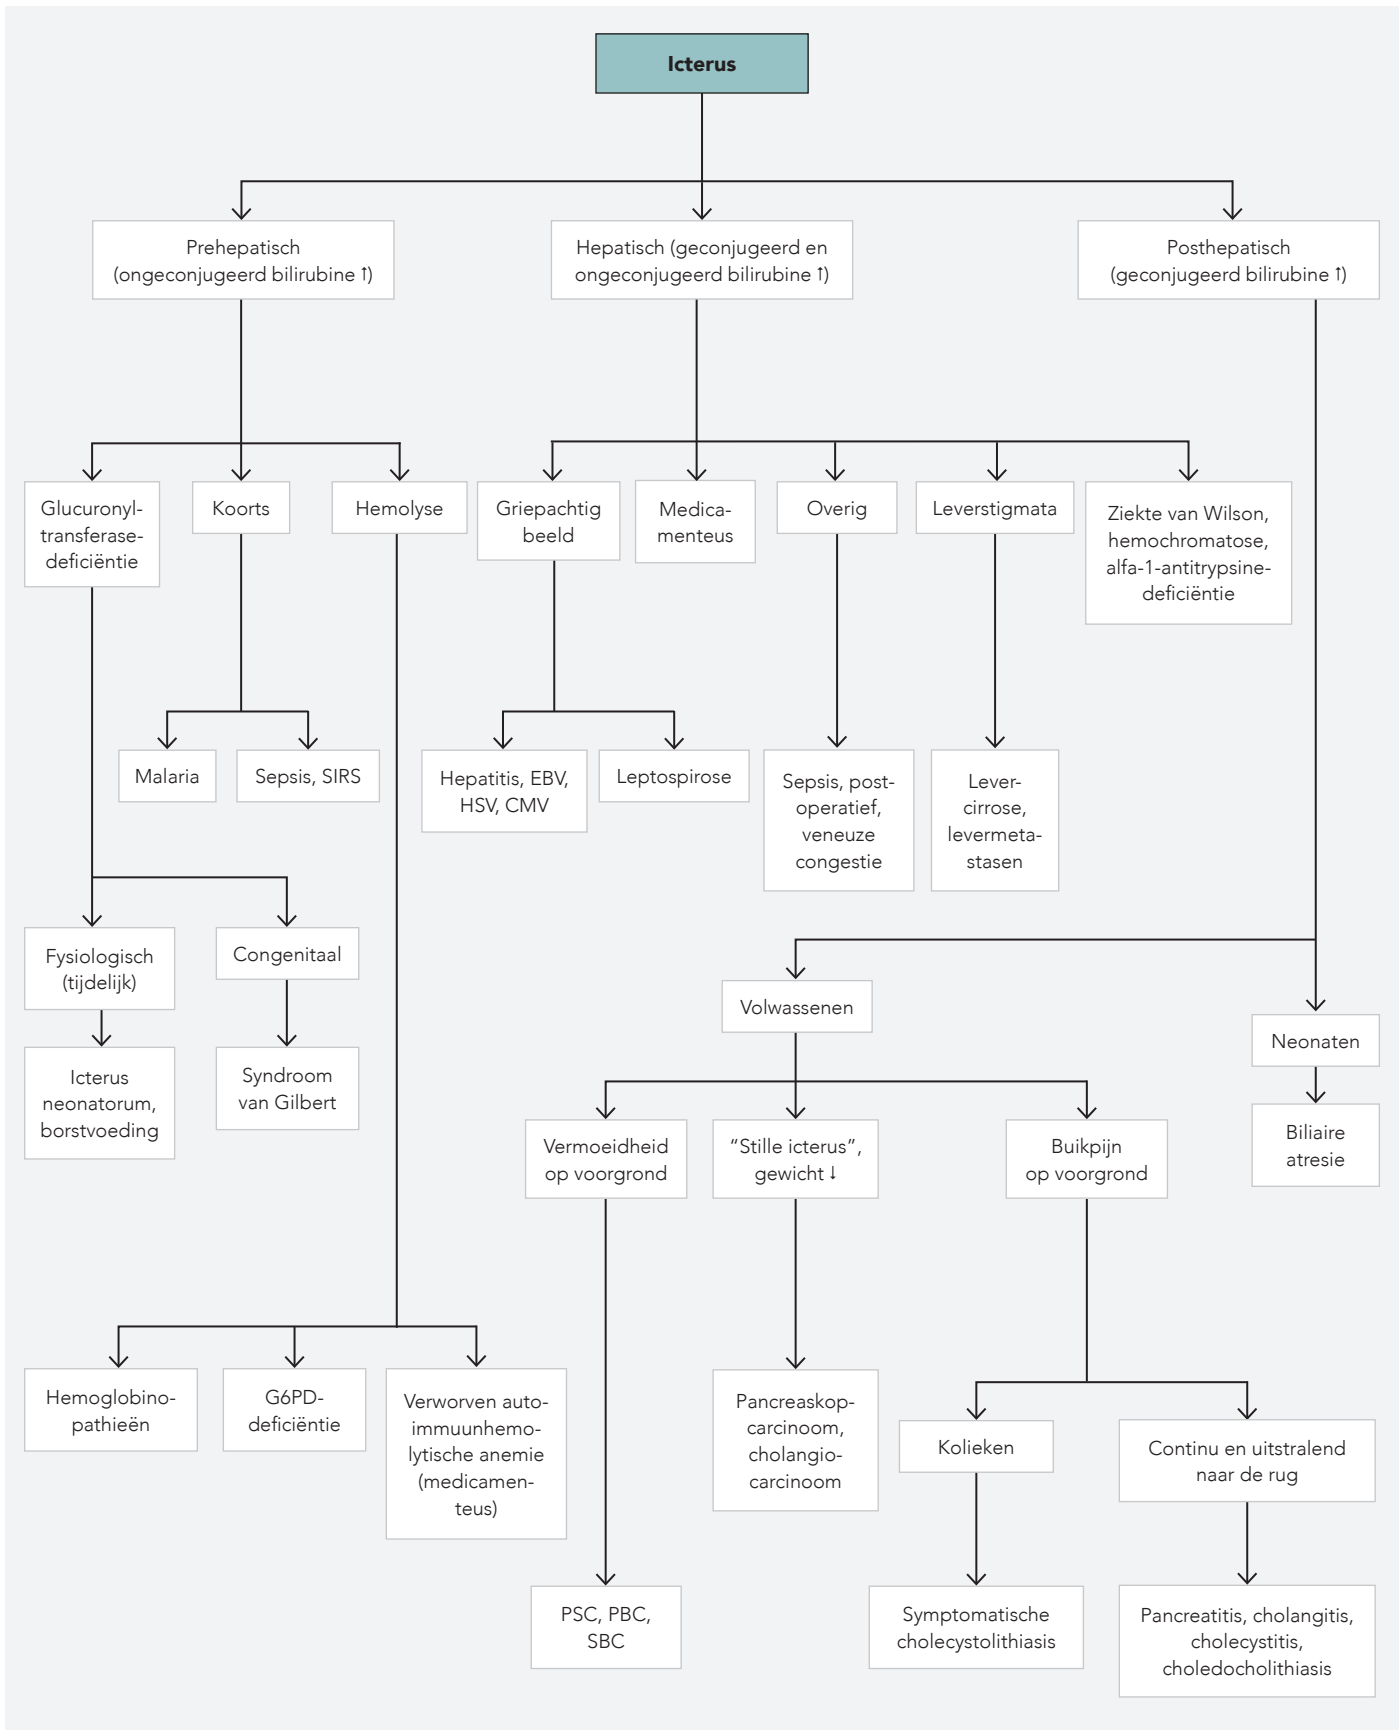 Icterus
Prehepatisch
(ongeconjugeerd bilirubine ↑)
Hepatisch (geconjugeerd en
ongeconjugeerd bilirubine ↑)
Posthepatisch
(geconjugeerd bilirubine ↑)
Glucuronyl-
transferase-
deficiëntie
Koorts
Hemolyse
Griepachtig
beeld
Medica-
menteus
Overig
Leverstigmata
Ziekte van Wilson,
hemochromatose,
alfa-1-antitrypsine-
deficiëntie
Malaria
Sepsis, SIRS
Hepatitis, EBV,
HSV, CMV
Leptospirose
Sepsis, post-
operatief,
veneuze
congestie
Lever-
cirrose,
levermeta-
stasen
Fysiologisch
(tijdelijk)
Congenitaal
Volwassenen
Neonaten
Icterus
neonatorum,
borstvoeding
Syndroom
van Gilbert
Vermoeidheid
op voorgrond
“Stille icterus”,
gewicht ↓
Buikpijn
op voorgrond
Biliaire
atresie
Hemoglobino-
pathieën
G6PD-
deficiëntie
Verworven auto-
immuunhemo-
lytische anemie
(medicamen-
teus)
Pancreaskop-
carcinoom,
cholangio-
carcinoom
Kolieken
Continu en uitstralend
naar de rug
PSC, PBC,
SBC
Symptomatische
cholecystolithiasis
Pancreatitis, cholangitis,
cholecystitis,
choledocholithiasis